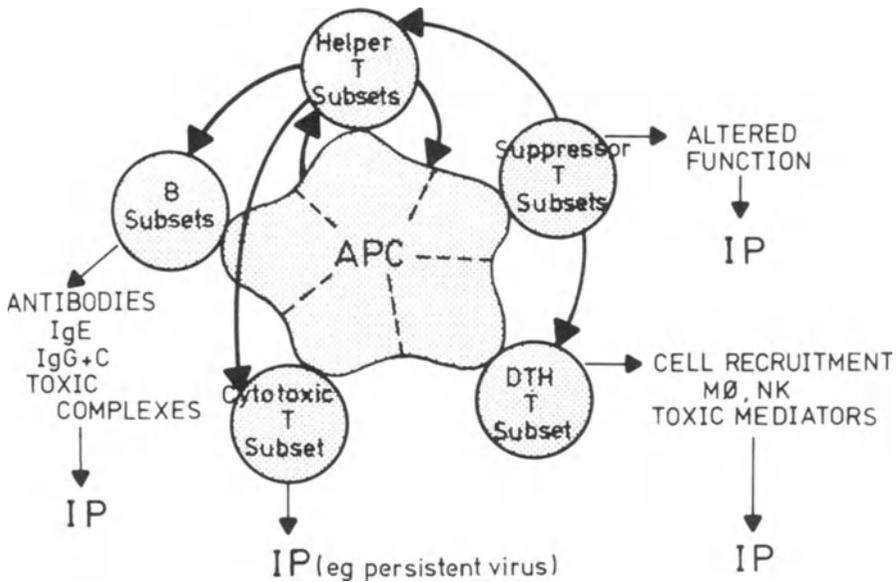 Helper
T
Subsets
Suppressor
T
Subsets
ALTERED
FUNCTION
IP
B
Subsets
APC
ANTIBODIES
IgE
IgG+C
TOXIC
COMPLEXES
IP
Cytotoxic
T
Subset
IP (eg persistent virus)
DTH
T
Subset
CELL RECRUITMENT
MØ, NK
TOXIC MEDIATORS
IP